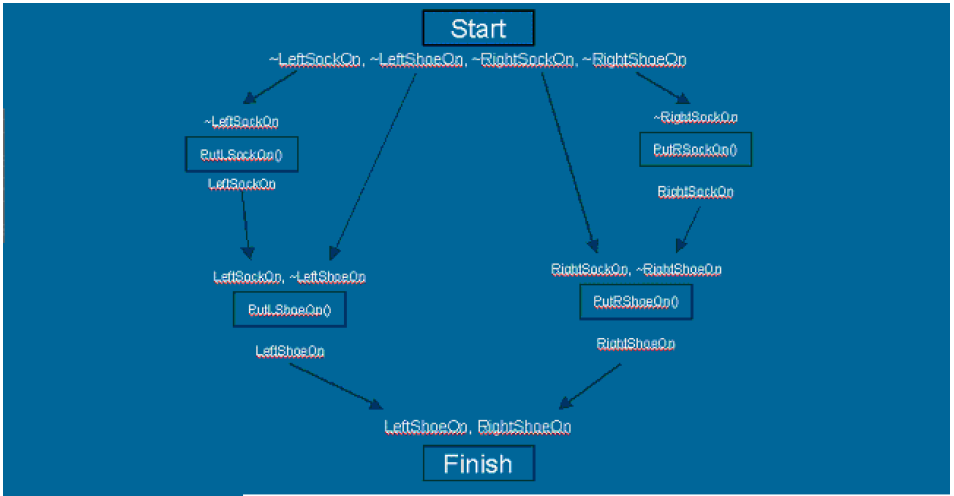 Start
~LeftSockOn, ~LeftShoeOn, ~RightSockOn, ~RightShoeOn
~LeftSockOn
PutLSockOn()
LeftSockOn
~RightSockOn
PutRSockOn()
RightSockOn
LeftSockOn, ~LeftShoeOn
PutLShoeOn()
LeftShoeOn
RightSockOn, ~RightShoeOn
PutRShoeOn()
RightShoeOn
LeftShoeOn, RightShoeOn
Finish